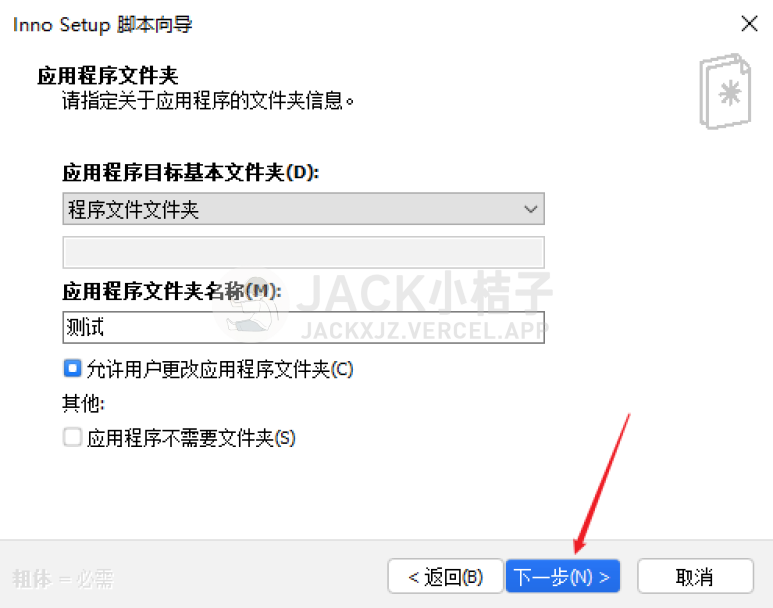 Inno Setup 脚本向导
应用程序文件夹
请指定关于应用程序的文件夹信息。
应用程序目标基本文件夹(D):
程序文件文件夹
应用程序文件夹名称(M):
JACK小桔子
测试
JACKXJZ.VERCEL.APP
允许用户更改应用程序文件夹(C)
其他:
应用程序不需要文件夹(S)
粗体 = 必需
< 返回(B) 下一步(N) > 取消